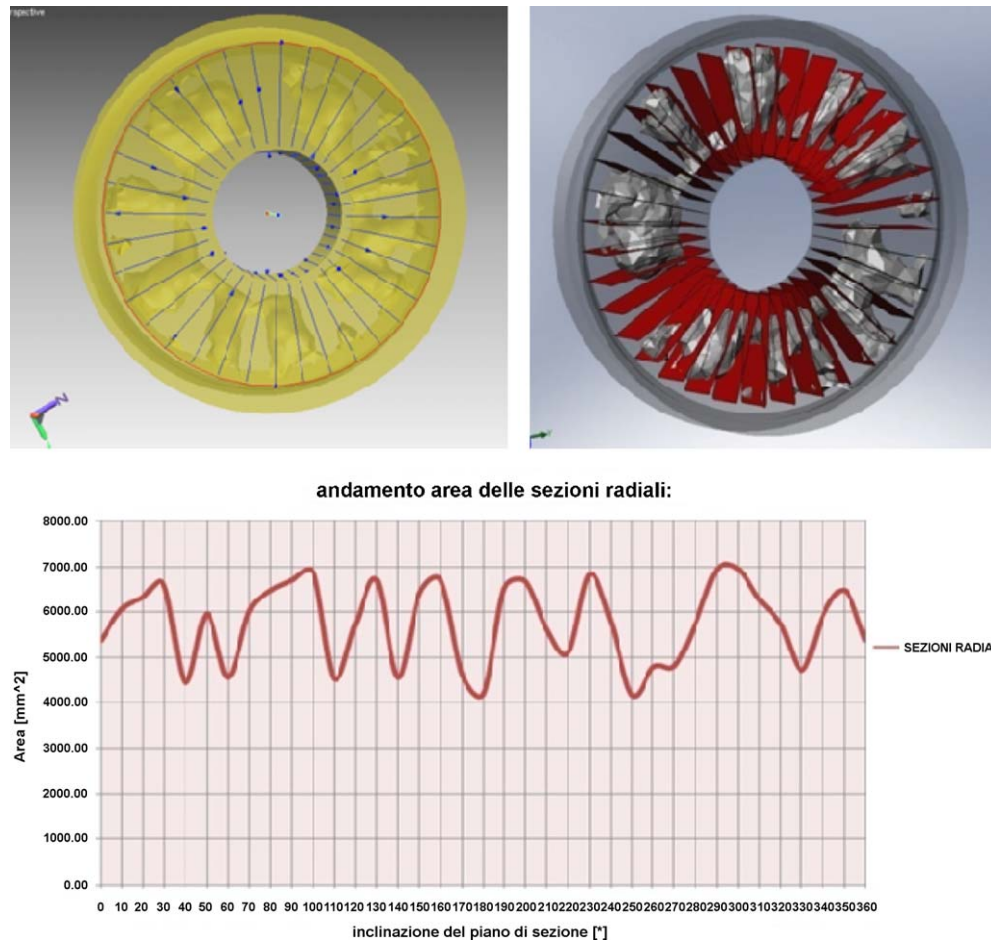 rspective
andamento area delle sezioni radiali:
8000.00
7000.00
6000.00
5000.00
4000.00
3000.00
2000.00
1000.00
0.00
Area [mm^2]
SEZIONI RADIA
0 10 20 30 40 50 60 70 80 90 100 110 120 130 140 150 160 170 180 190 200 210 220 230 240 250 260 270 280 290 300 310 320 330 340 350 360
inclinazione del piano di sezione [°]